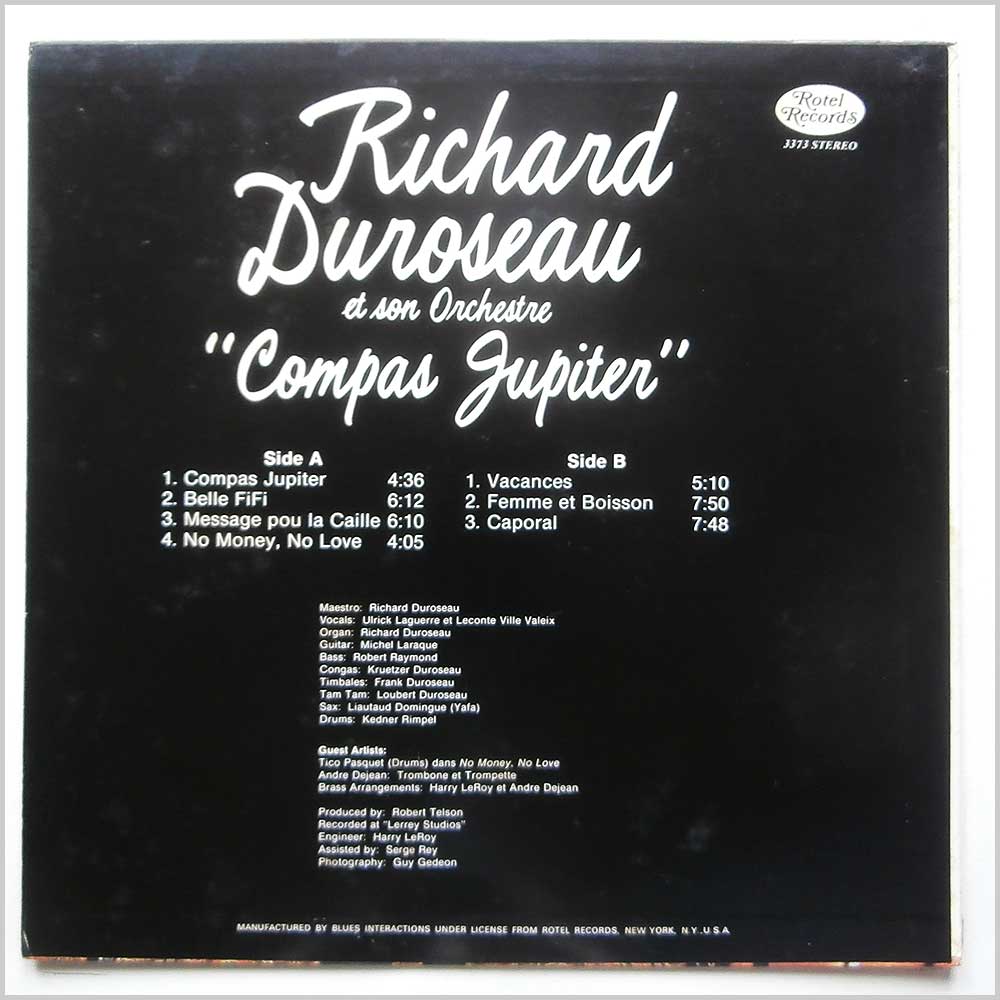 Rotel
Records
3373 STEREO
Richard
Duroseau
et son Orchestre
"Compas Jupiter"
Side A
1. Compas Jupiter 4:36
2. Belle FiFi 6:12
3. Message pou la Caille 6:10
4. No Money, No Love 4:05
Side B
1. Vacances 5:10
2. Femme et Boisson 7:50
3. Caporal 7:48
Maestro: Richard Duroseau
Vocals: Ulrick Laguerre et Leconte Ville Valeix
Organ: Richard Duroseau
Guitar: Michel Laraque
Bass: Robert Raymond
Congas: Kruetzer Duroseau
Timbales: Frank Duroseau
Tam Tam: Loubert Duroseau
Sax: Liautaud Domingue (Yafa)
Drums: Kedner Rimpel
Guest Artists:
Tico Pasquet (Drums) dans No Money, No Love
Andre Dejean: Trombone et Trompette
Brass Arrangements: Harry LeRoy et Andre Dejean
Produced by: Robert Telson
Recorded at "Lerrey Studios"
Engineer: Harry LeRoy
Assisted by: Serge Rey
Photography: Guy Gedeon
MANUFACTURED BY BLUES INTERACTIONS UNDER LICENSE FROM ROTEL RECORDS, NEW YORK, N.Y., U.S.A.